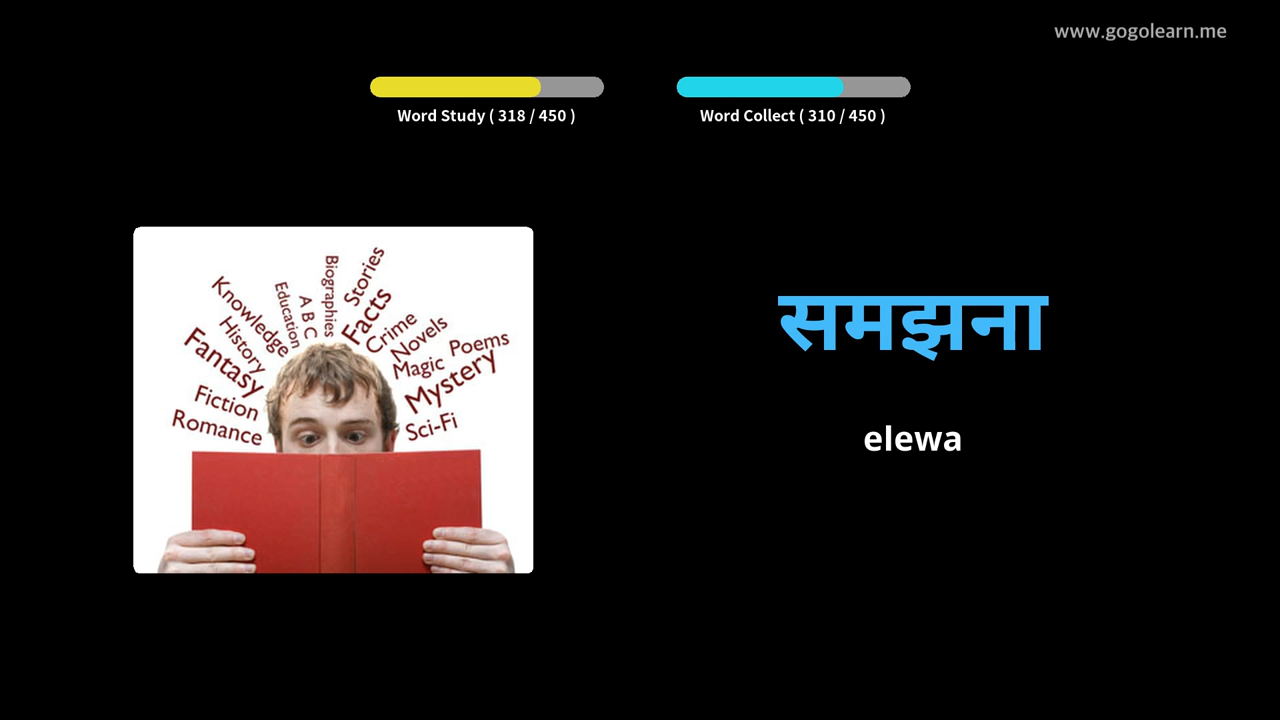 www.gogolearn.me
Word Study ( 318 / 450 )
Word Collect ( 310 / 450 )
Romance
Fiction
Fantasy
History
Knowledge
Education
A B C
Biographies
Stories
Facts
Crime
Novels
Magic
Poems
Mystery
Sci-Fi
समझना
elewa